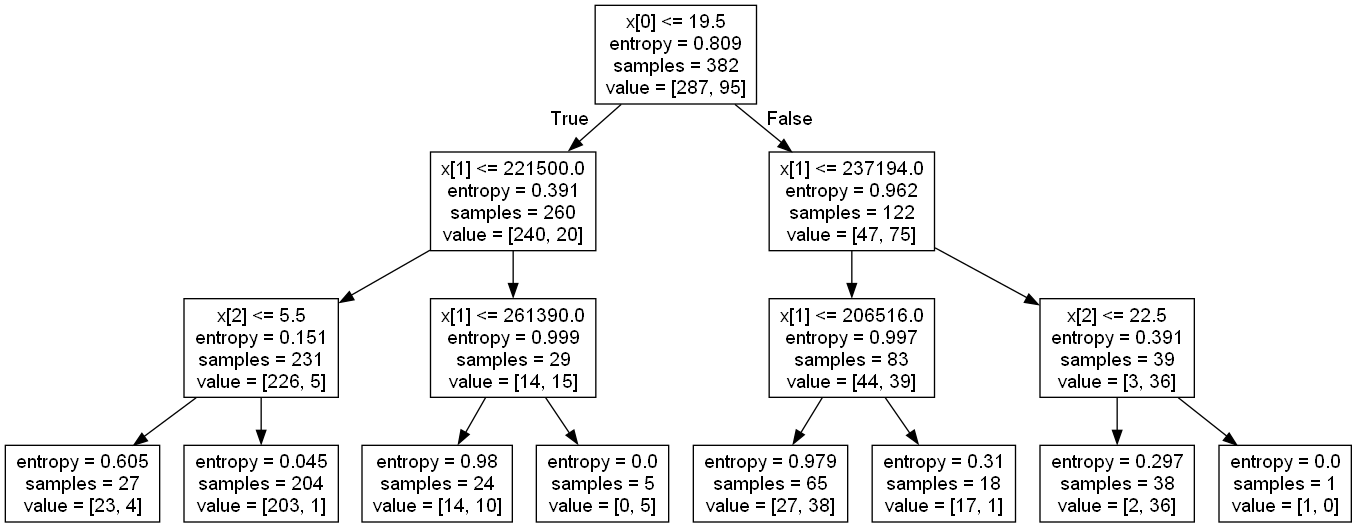 x[0] <= 19.5
entropy = 0.809
samples = 382
value = [287, 95]
True
False
x[1] <= 221500.0
entropy = 0.391
samples = 260
value = [240, 20]
x[1] <= 237194.0
entropy = 0.962
samples = 122
value = [47, 75]
x[2] <= 5.5
entropy = 0.151
samples = 231
value = [226, 5]
x[1] <= 261390.0
entropy = 0.999
samples = 29
value = [14, 15]
x[1] <= 206516.0
entropy = 0.997
samples = 83
value = [44, 39]
x[2] <= 22.5
entropy = 0.391
samples = 39
value = [3, 36]
entropy = 0.605
samples = 27
value = [23, 4]
entropy = 0.045
samples = 204
value = [203, 1]
entropy = 0.98
samples = 24
value = [14, 10]
entropy = 0.0
samples = 5
value = [0, 5]
entropy = 0.979
samples = 65
value = [27, 38]
entropy = 0.31
samples = 18
value = [17, 1]
entropy = 0.297
samples = 38
value = [2, 36]
entropy = 0.0
samples = 1
value = [1, 0]